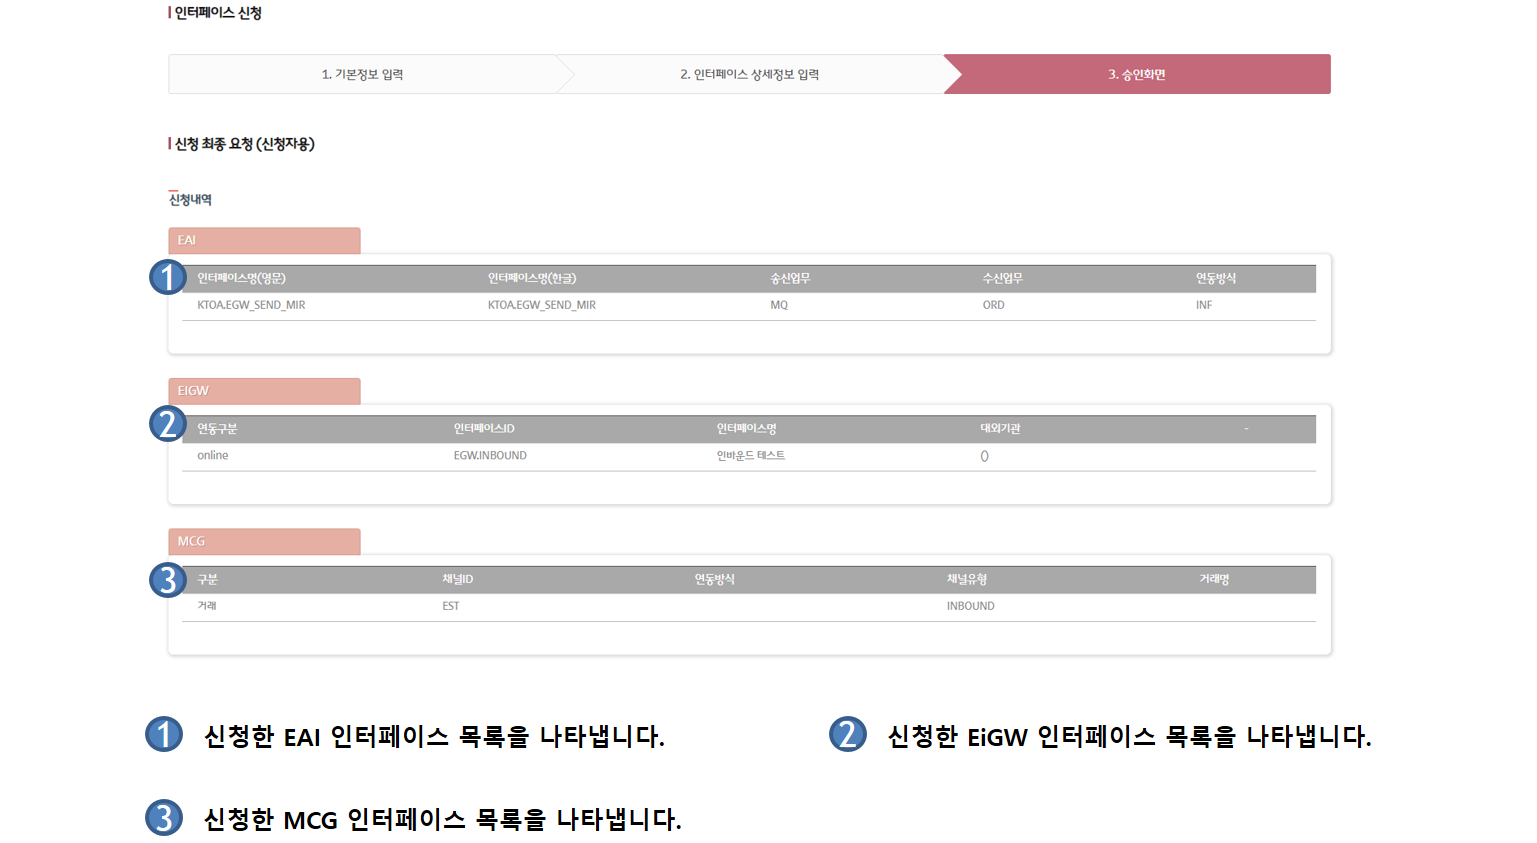 인터페이스 신청
1. 기본정보 입력 2. 인터페이스 상세정보 입력 3. 승인화면
신청 최종 요청 (신청자용)
신청내역
EAI
1 인터페이스명(영문) 인터페이스명(한글) 송신업무 수신업무 연동방식
KTOA.EGW_SEND_MIR KTOA.EGW_SEND_MIR MQ ORD INF
EIGW
2 연동구분 인터페이스ID 인터페이스명 대외기관 -
online EGW.INBOUND 인바운드 테스트 ()
MCG
3 구분 채널ID 연동방식 채널유형 거래명
거래 EST INBOUND
1 신청한 EAI 인터페이스 목록을 나타냅니다. 2 신청한 EiGW 인터페이스 목록을 나타냅니다.
3 신청한 MCG 인터페이스 목록을 나타냅니다.